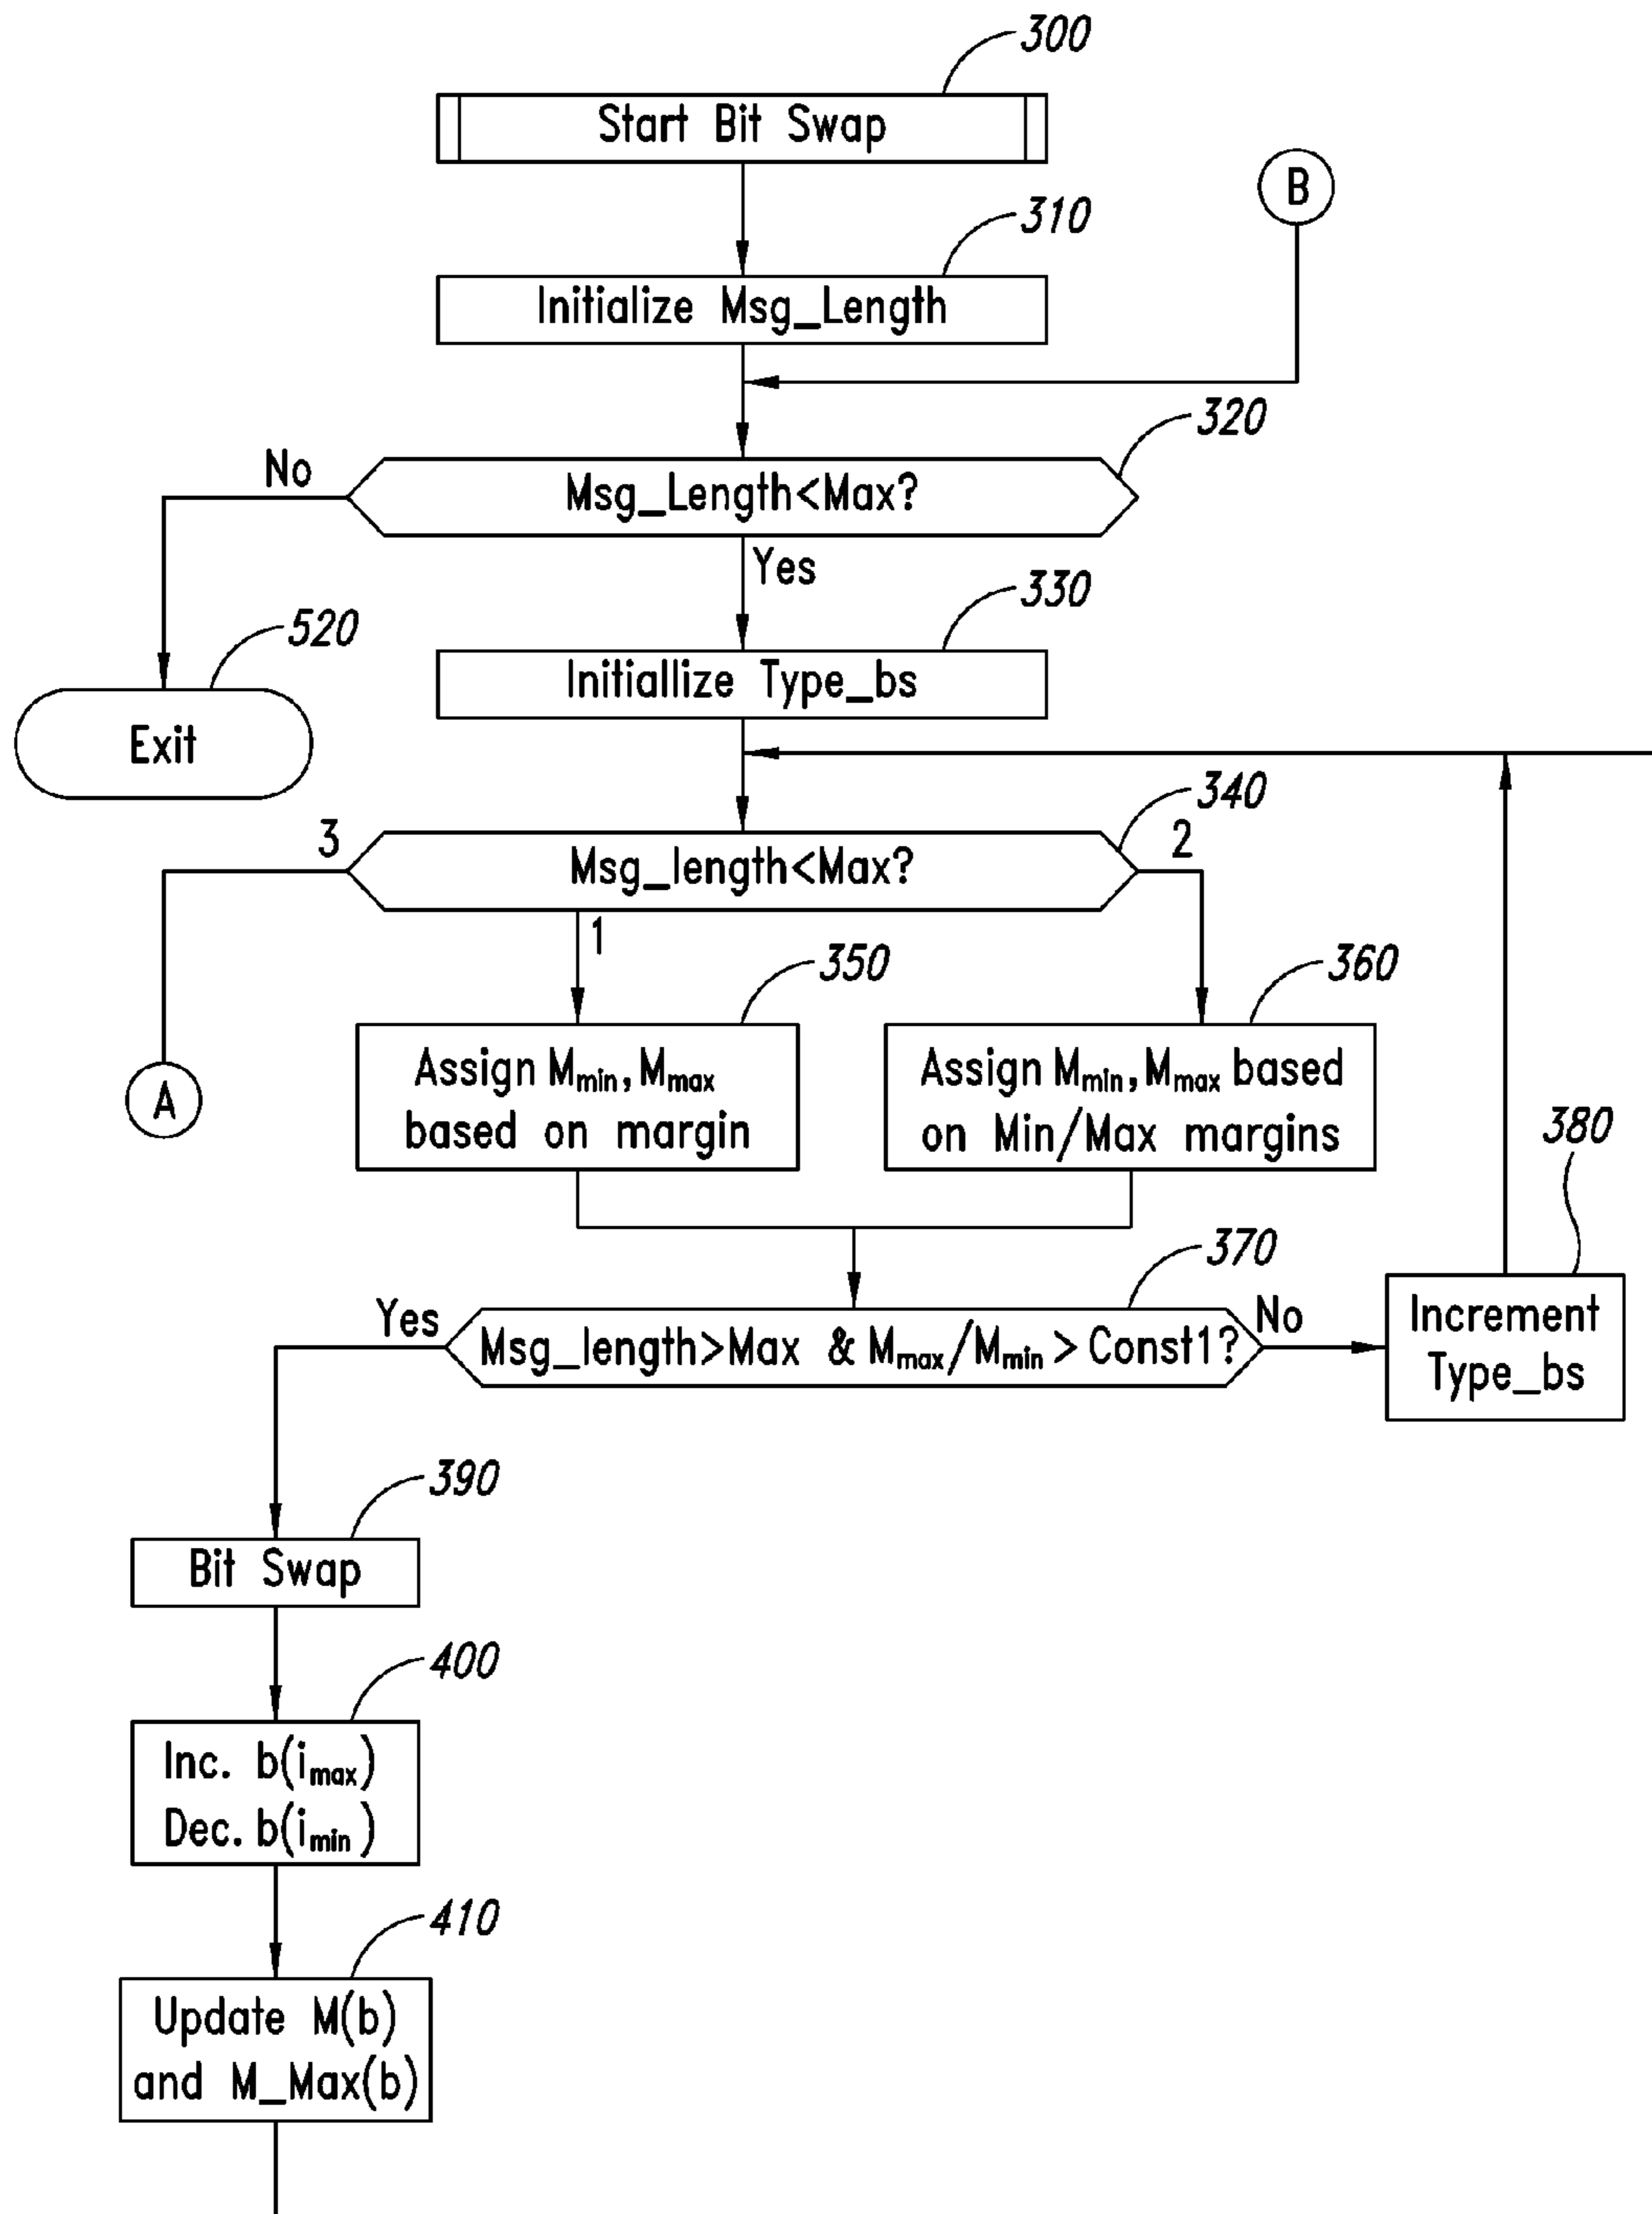 300
Start Bit Swap
B
310
Initialize Msg_Length
320
No
Msg_Length<Max?
Yes
330
520
Initiallize Type_bs
Exit
340
3
2
Msg_length<Max?
1
350
360
Assign Mmin, Mmax
based on margin
Assign Mmin, Mmax based
on Min/Max margins
A
380
370
Yes
Msg_length>Max & Mmax/Mmin > Const1?
No
Increment
Type_bs
390
Bit Swap
400
Inc. b(imax)
Dec. b(imin)
410
Update M(b)
and M_Max(b)